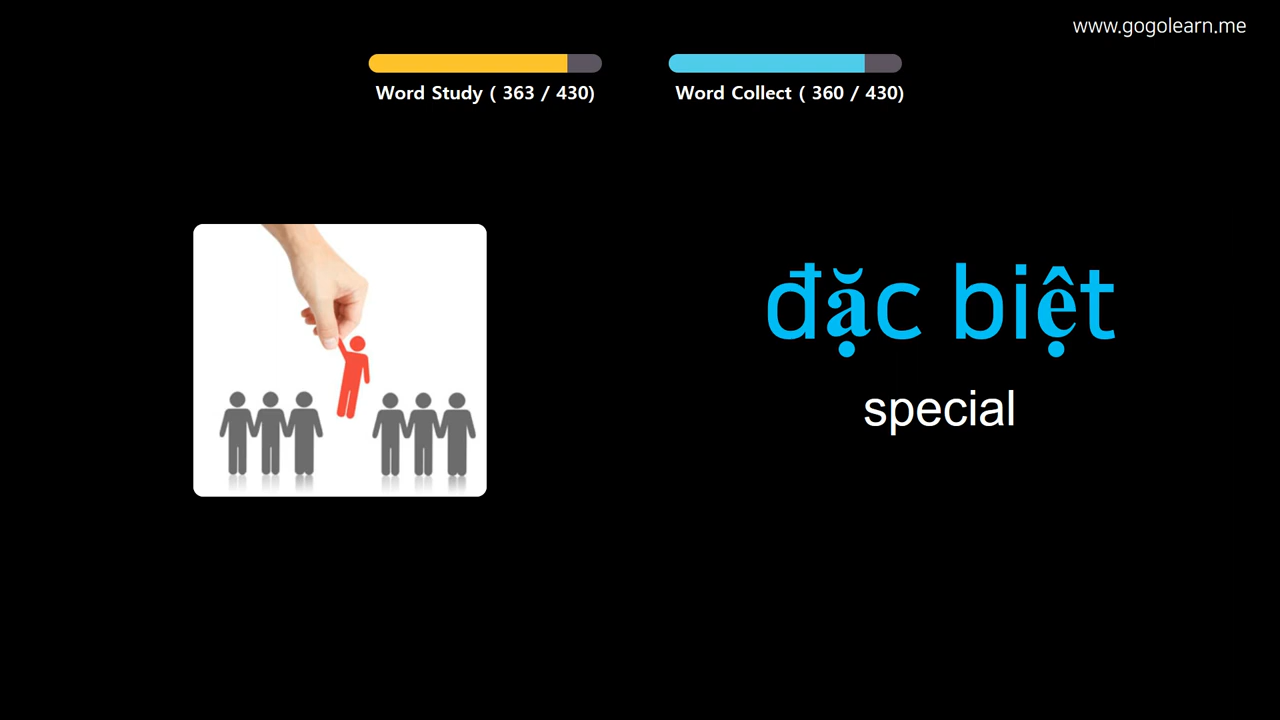 www.gogolearn.me
Word Study ( 363 / 430)
Word Collect ( 360 / 430)
đặc biệt
special